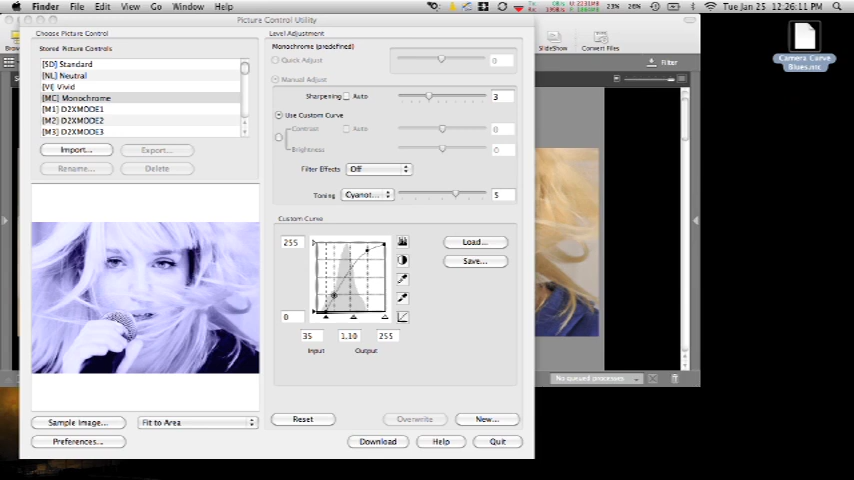 Finder File Edit View Go Window Help
23% 26% Tue Jan 25 12:26:11 PM
Picture Control Utility
Choose Picture Control
Stored Picture Controls
[SD] Standard
[NL] Neutral
[VI] Vivid
[MC] Monochrome
[M1] D2XMODE1
[M2] D2XMODE2
[M3] D2XMODE3
Import... Export...
Rename... Delete
Sample Image... Fit to Area
Preferences...
Level Adjustment
Monochrome (predefined)
Quick Adjust 0
Manual Adjust
Sharpening Auto 3
Use Custom Curve
Contrast Auto 0
Brightness 0
Filter Effects Off
Toning Cyanot... 5
Custom Curve
255
0
35 1.10 255
Input Output
Load...
Save...
Reset Overwrite New...
Download Help Quit
SlideShow Convert Files
Filter
No queued processes
Camera Curve
Blues.ntc